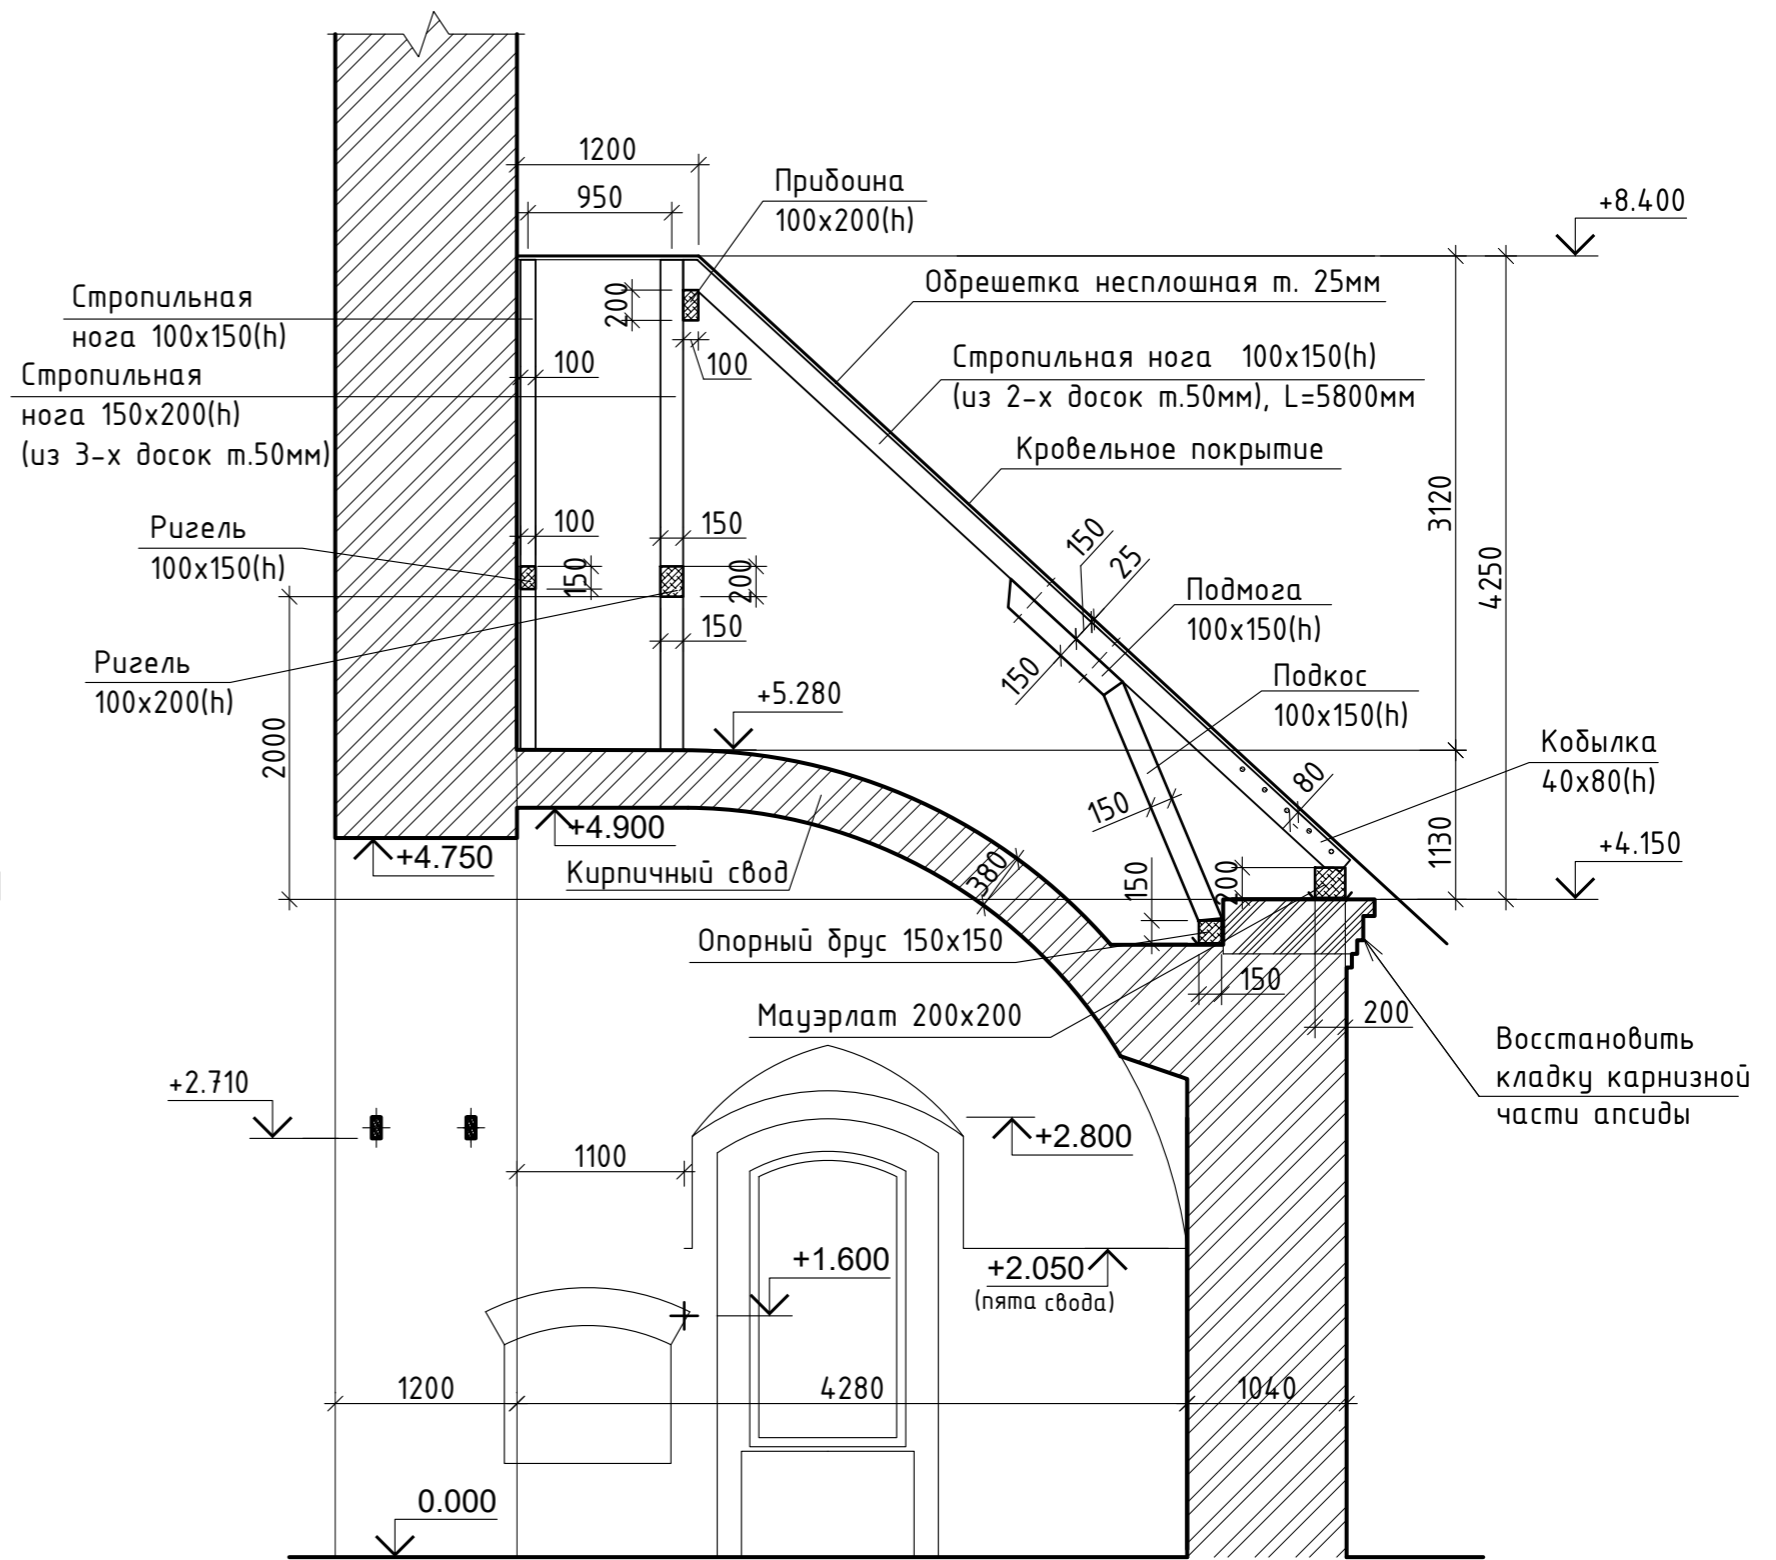 1200
950
Прибоина
100х200(h)
+8.400
Обрешетка несплошная т. 25мм
Стропильная
нога 100х150(h)
200
100
100
Стропильная нога 100х150(h)
(из 2-х досок т.50мм), L=5800мм
Стропильная
нога 150х200(h)
(из 3-х досок т.50мм)
Кровельное покрытие
3120
4250
Ригель
100х150(h)
100
150
150
200
150
25
Подмога
100х150(h)
150
150
Ригель
100х200(h)
Подкос
100х150(h)
+5.280
2000
Кобылка
40х80(h)
80
150
1130
+4.900
+4.750
Кирпичный свод
380
+4.150
150
200
Опорный брус 150х150
150
Мауэрлат 200х200
200
Восстановить
кладку карнизной
части апсиды
+2.710
+2.800
1100
+1.600
+2.050
(пята свода)
1200
4280
1040
0.000